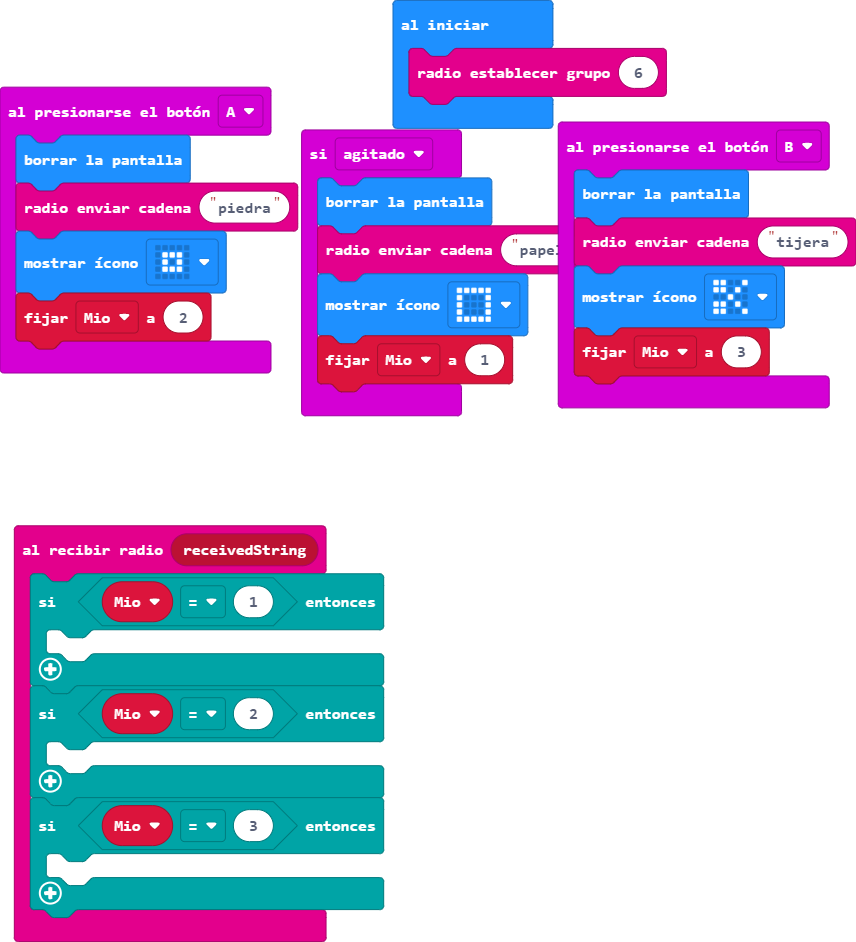 al iniciar
radio establecer grupo 6
al presionarse el botón A
borrar la pantalla
radio enviar cadena "piedra"
mostrar ícono
fijar Mio a 2
si agitado
borrar la pantalla
radio enviar cadena "papel
mostrar ícono
fijar Mio a 1
al presionarse el botón B
borrar la pantalla
radio enviar cadena "tijera"
mostrar ícono
fijar Mio a 3
al recibir radio receivedString
si Mio = 1 entonces
si Mio = 2 entonces
si Mio = 3 entonces